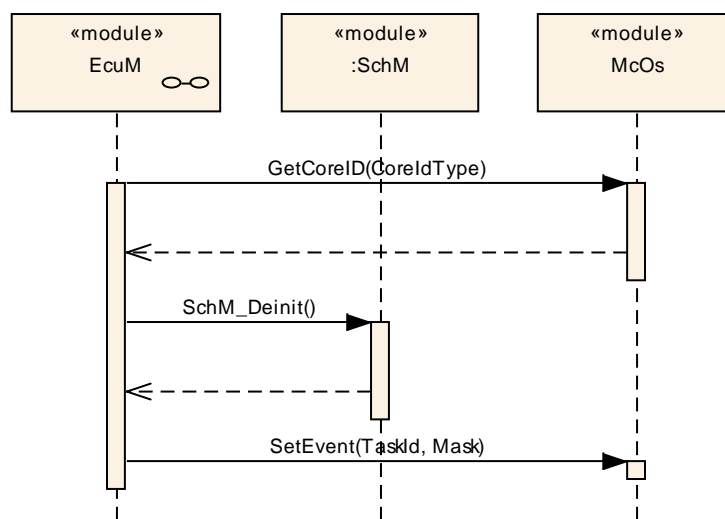 «module»
EcuM
«module»
:SchM
«module»
McOs
GetCoreID(CoreIdType)
SchM_Deinit()
SetEvent(TaskId, Mask)